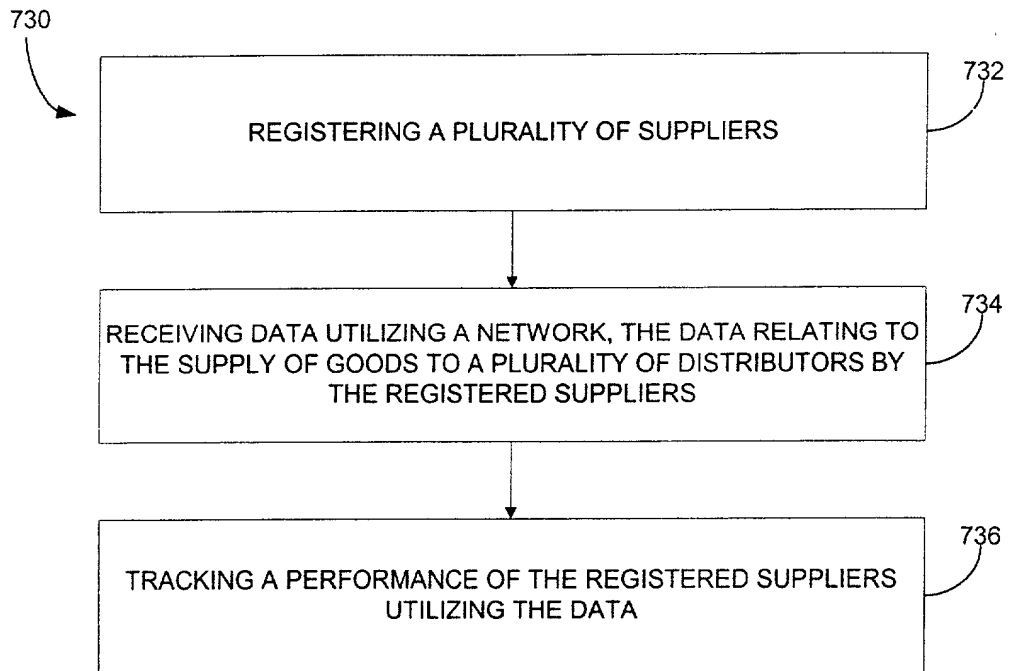 730
732
REGISTERING A PLURALITY OF SUPPLIERS
734
RECEIVING DATA UTILIZING A NETWORK, THE DATA RELATING TO
THE SUPPLY OF GOODS TO A PLURALITY OF DISTRIBUTORS BY
THE REGISTERED SUPPLIERS
736
TRACKING A PERFORMANCE OF THE REGISTERED SUPPLIERS
UTILIZING THE DATA